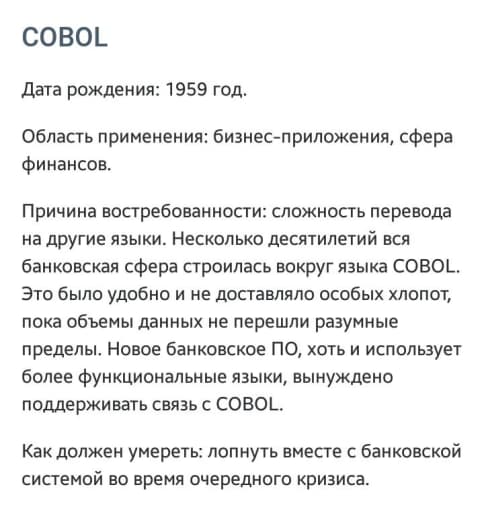 COBOL
Дата рождения: 1959 год.
Область применения: бизнес-приложения, сфера
финансов.
Причина востребованности: сложность перевода
на другие языки. Несколько десятилетий вся
банковская сфера строилась вокруг языка COBOL.
Это было удобно и не доставляло особых хлопот,
пока объемы данных не перешли разумные
пределы. Новое банковское ПО, хоть и использует
более функциональные языки, вынуждено
поддерживать связь с COBOL.
Как должен умереть: лопнуть вместе с банковской
системой во время очередного кризиса.